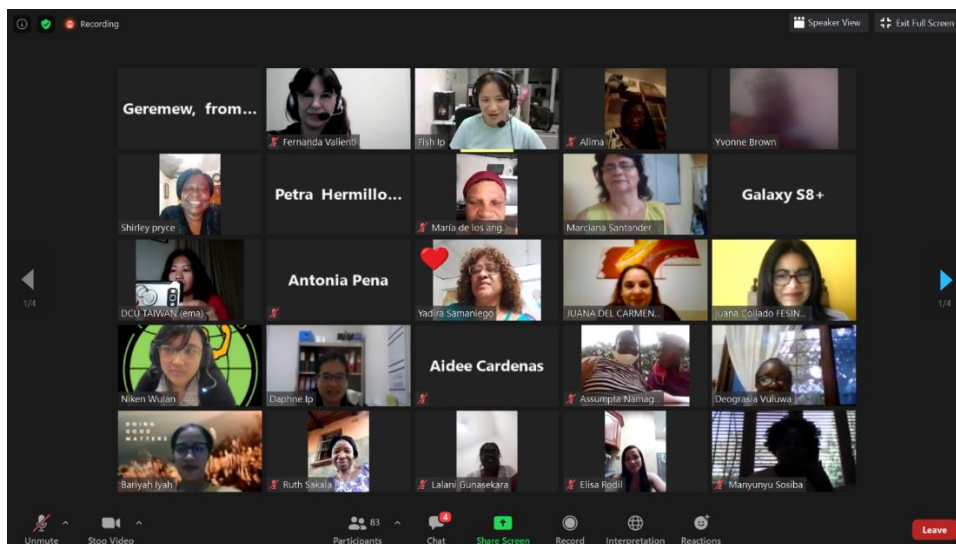 Recording
Speaker View
Exit Full Screen
Geremew, from...
Fernanda Valienti
Fish Ip
Alima
Yvonne Brown
Shirley pryce
Petra Hermillo...
María de los ang...
Marciana Santander
Galaxy S8+
1/4
DCU TAIWAN (ema)
Antonia Pena
Yadira Samaniego
JUANA DEL CARMEN...
Juana Collado FESIN...
1/4
Niken Wulan
Daphne Ip
Aidee Cardenas
Assumpta Namag...
Deograsia Vuluwa
DOING
GOOD
MATTERS
Bariyah Iyah
Ruth Sakala
Lalani Gunasekara
Elisa Rodil
Manyunyu Sosiba
Unmute
Stop Video
83
Participants
4
Chat
Share Screen
Record
Interpretation
Reactions
Leave